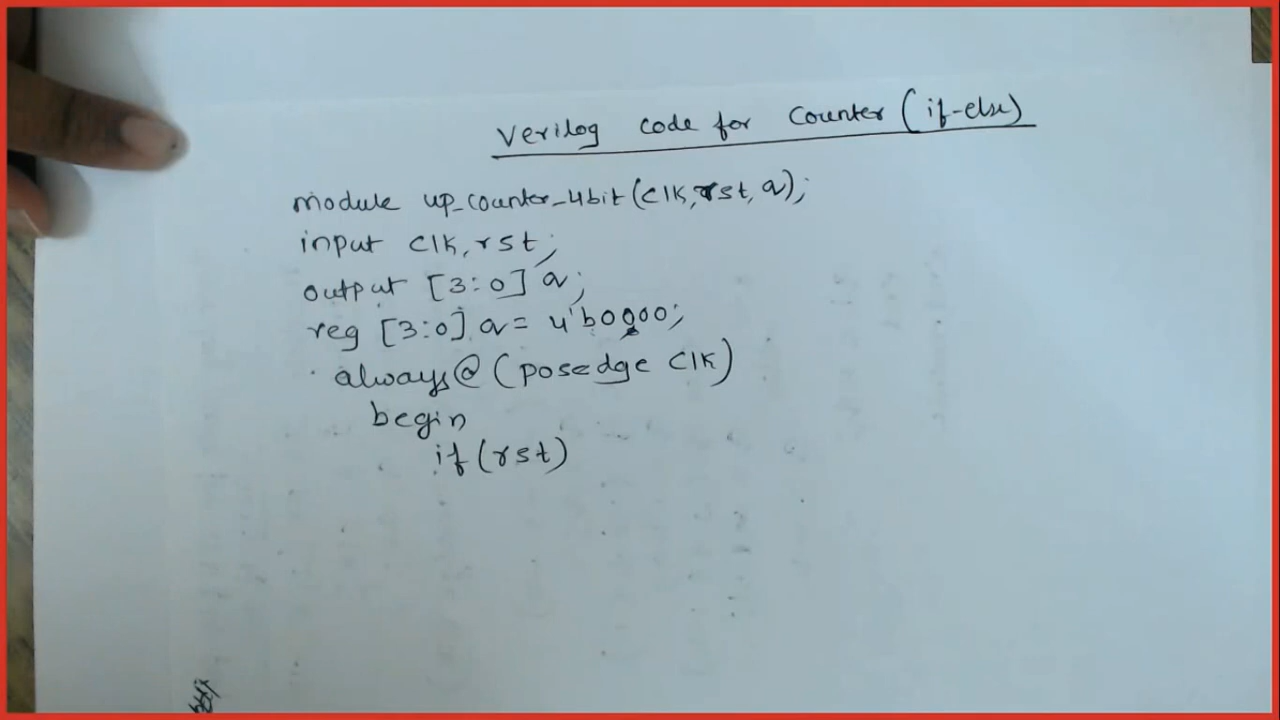 Verilog code for Counter (if-else)
module up_counter_4bit(clk,rst,a);
input clk,rst;
output [3:0] a;
reg [3:0] a = 4'b0000;
always@ (posedge clk)
begin
if(rst)